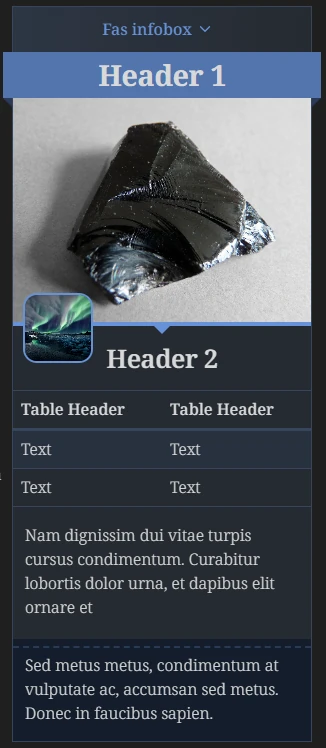 Fas infobox
Header 1
Header 2
Table Header Table Header
Text Text
Text Text
Nam dignissim dui vitae turpis
cursus condimentum. Curabitur
lobortis dolor urna, et dapibus elit
ornare et
Sed metus metus, condimentum at
vulputate ac, accumsan sed metus.
Donec in faucibus sapien.